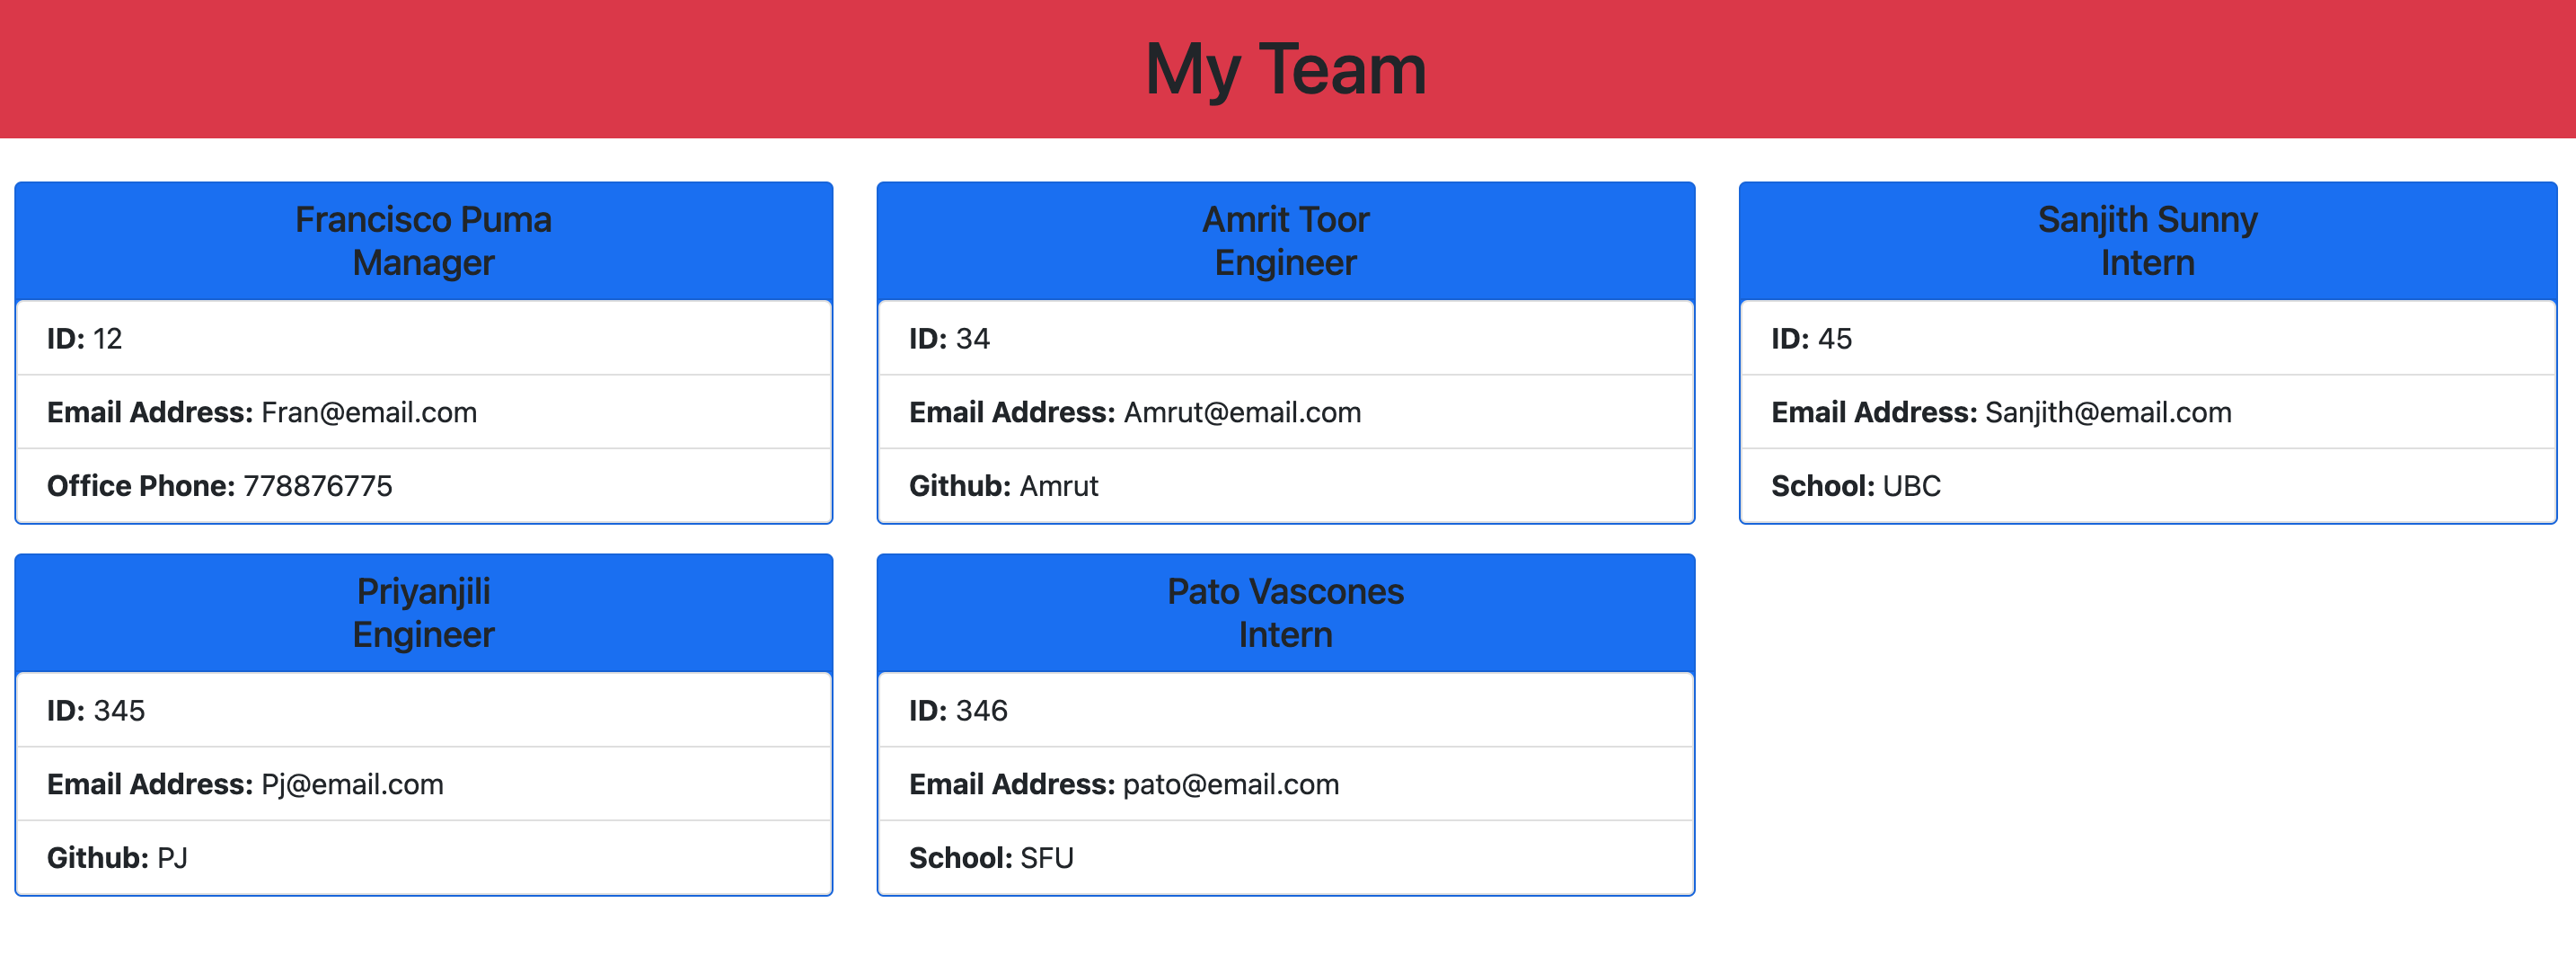 My Team
Francisco Puma
Manager
ID: 12
Email Address: Fran@email.com
Office Phone: 778876775
Amrit Toor
Engineer
ID: 34
Email Address: Amrut@email.com
Github: Amrut
Sanjith Sunny
Intern
ID: 45
Email Address: Sanjith@email.com
School: UBC
Priyanjili
Engineer
ID: 345
Email Address: Pj@email.com
Github: PJ
Pato Vascones
Intern
ID: 346
Email Address: pato@email.com
School: SFU